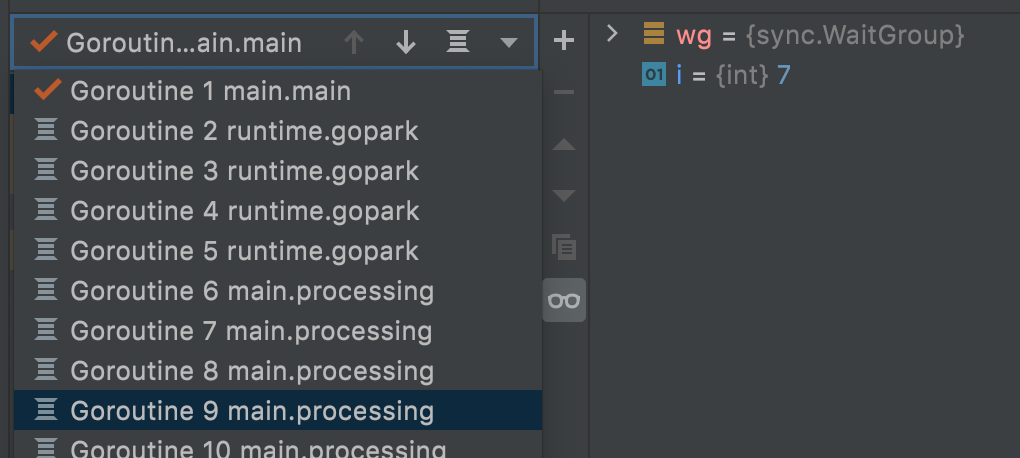 Goroutin...ain.main
Goroutine 1 main.main
Goroutine 2 runtime.gopark
Goroutine 3 runtime.gopark
Goroutine 4 runtime.gopark
Goroutine 5 runtime.gopark
Goroutine 6 main.processing
Goroutine 7 main.processing
Goroutine 8 main.processing
Goroutine 9 main.processing
Goroutine 10 main.processing
wg = {sync.WaitGroup}
01 i = {int} 7